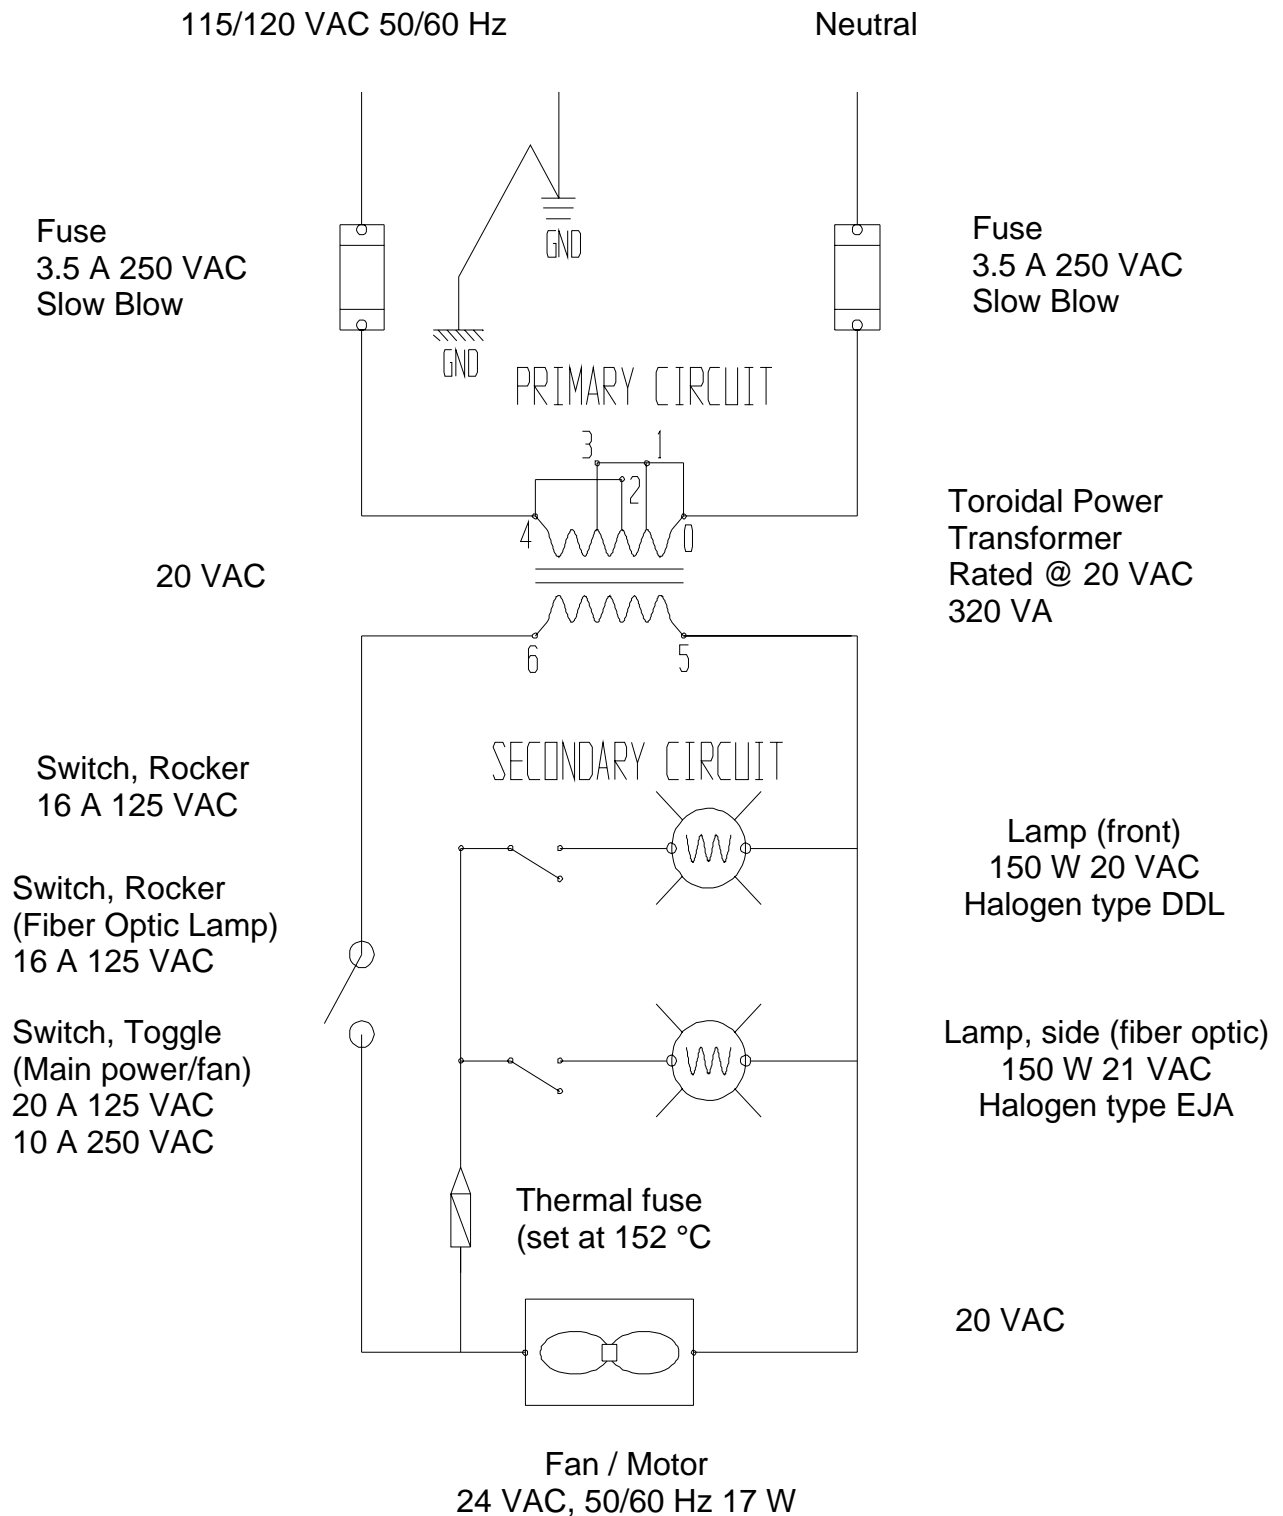 115/120 VAC 50/60 Hz
Neutral
Fuse
3.5 A 250 VAC
Slow Blow
GND
GND
Fuse
3.5 A 250 VAC
Slow Blow
PRIMARY CIRCUIT
3
1
2
4
0
Toroidal Power
Transformer
Rated @ 20 VAC
320 VA
20 VAC
6
5
SECONDARY CIRCUIT
Switch, Rocker
16 A 125 VAC
Switch, Rocker
(Fiber Optic Lamp)
16 A 125 VAC
Switch, Toggle
(Main power/fan)
20 A 125 VAC
10 A 250 VAC
Lamp (front)
150 W 20 VAC
Halogen type DDL
Lamp, side (fiber optic)
150 W 21 VAC
Halogen type EJA
Thermal fuse
(set at 152 °C
20 VAC
Fan / Motor
24 VAC, 50/60 Hz 17 W